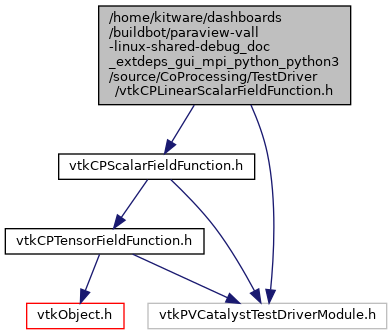 /home/kitware/dashboards
/buildbot/paraview-vall
-linux-shared-debug_doc
_extdeps_gui_mpi_python_python3
/source/CoProcessing/TestDriver
/vtkCPLinearScalarFieldFunction.h
vtkCPScalarFieldFunction.h
vtkCPTensorFieldFunction.h
vtkObject.h
vtkPVCatalystTestDriverModule.h